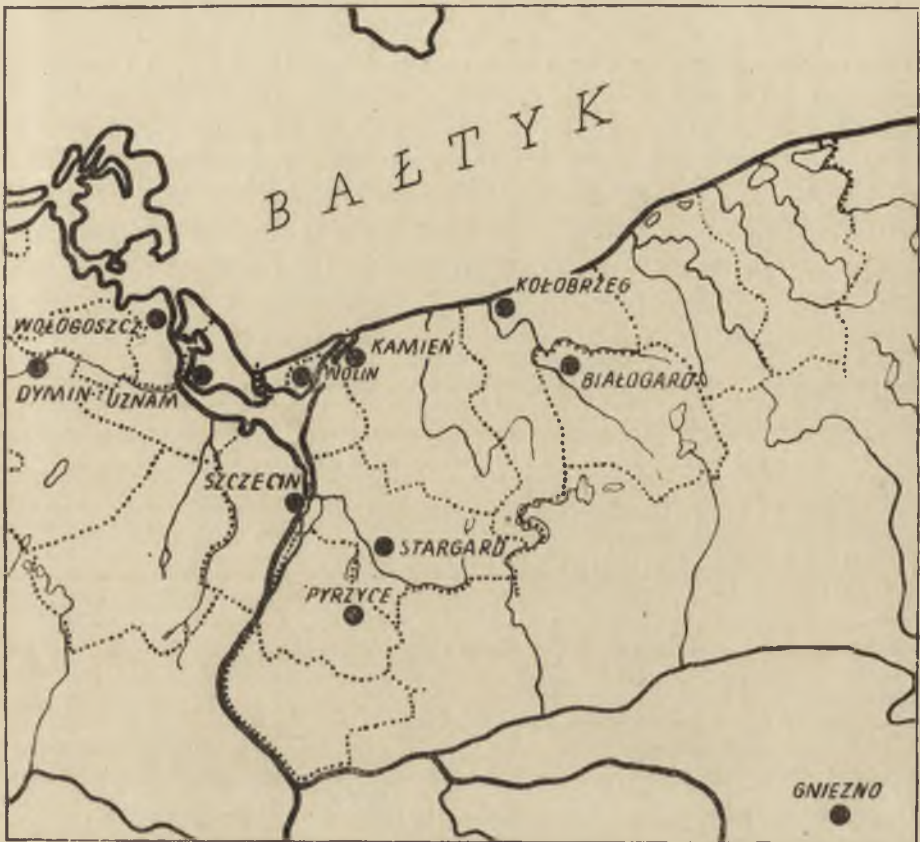 BAŁTYK
KOŁOBRZEG
WOŁOGOSZCZ
KAMIEŃ
WOLIN
BIAŁOGARD
DYMIN
UZNAM
SZCZECIN
STARGARD
PYRZYCE
GNIEZNO